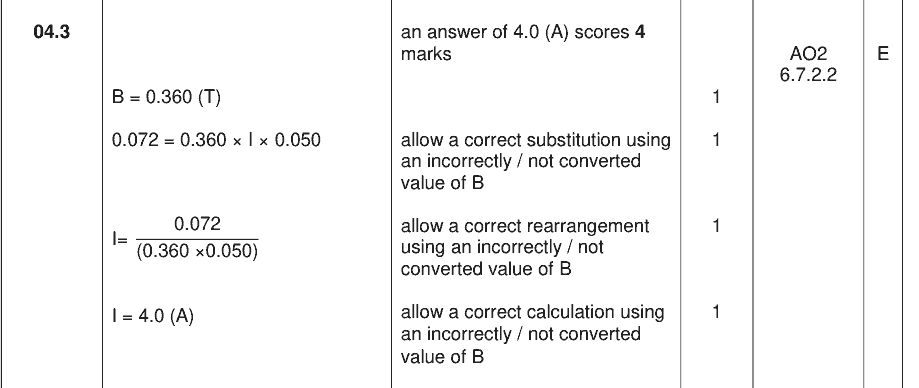 04.3
an answer of 4.0 (A) scores 4
marks
AO2
6.7.2.2
E
B = 0.360 (T)
1
0.072 = 0.360 × I × 0.050
allow a correct substitution using
an incorrectly / not converted
value of B
1
I= 0.072
(0.360 ×0.050)
allow a correct rearrangement
using an incorrectly / not
converted value of B
1
I = 4.0 (A)
allow a correct calculation using
an incorrectly / not converted
value of B
1